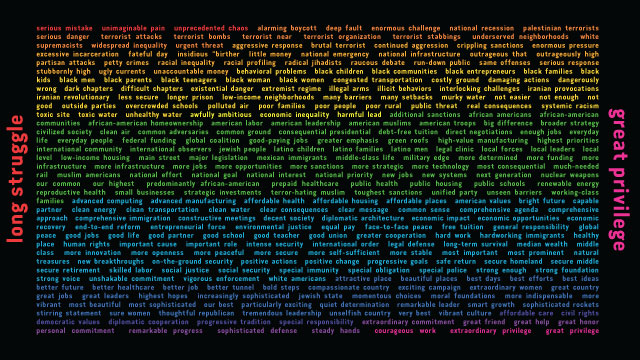 serious mistake unimaginable pain unprecedented chaos alarming boycott deep fault enormous challenge national recession palestinian terrorists
serious danger terrorist attacks terrorist bombs terrorist near terrorist organization terrorist stabbings underserved neighborhoods white
supremacists widespread inequality urgent threat aggressive response brutal terrorist continued aggression crippling sanctions enormous pressure
excessive incarceration fateful day insidious "birther little money national emergency national infrastructure outrageous that outrageously high
partisan attacks petty crimes racial inequality racial profiling radical jihadists raucous debate run-down public same offenses serious response
stubbornly high ugly currents unaccountable money behavioral problems black children black communities black entrepreneurs black families black
kids black men black parents black teenagers black woman black women congested transportation costly ground damaging actions dangerously
wrong dark chapters difficult chapters existential danger extremist regime illegal arms illicit behaviors interlocking challenges iranian provocations
iranian revolutionary less secure longer prison low-income neighborhoods many barriers many setbacks murky water not easier not enough not
good outside parties overcrowded schools polluted air poor families poor people poor rural public threat real consequences systemic racism
toxic site toxic water unhealthy water awfully ambitious economic inequality harmful lead additional sanctions african americans african-american
communities african-american homeownership american labor american leadership american muslims american troops big difference broader strategy
civilized society clean air common adversaries common ground consequential presidential debt-free tuition direct negotiations enough jobs everyday
life everyday people federal funding global coalition good-paying jobs greater emphasis green roofs high-value manufacturing highest priorities
international community international observers jewish people latino children latino families latino men legal clinic local forces local leaders local
level low-income housing main street major legislation mexican immigrants middle-class life military edge more determined more funding more
infrastructure more infrastructure more jobs more opportunities more sanctions more strategic more technology most consequential much-needed
rail muslim americans national effort national goal national interest national priority new jobs new systems next generation nuclear weapons
our common our highest predominantly african-american prepaid healthcare public health public housing public schools renewable energy
reproductive health small businesses strategic investments terror-hating muslim toughest sanctions unified party unseen barriers working-class
families advanced computing advanced manufacturing affordable health affordable housing affordable places american values bright future capable
partner clean energy clean transportation clean water clear consequences clear message common sense comprehensive agenda comprehensive
approach comprehensive immigration constructive meetings decent society diplomatic architecture economic impact economic opportunities economic
recovery end-to-end reform entrepreneurial force environmental justice equal pay face-to-face peace free tuition general responsibility global
peace good jobs good life good partner good school good teacher good union greater cooperation hard work hardworking immigrants healthy
place human rights important cause important role intense security international order legal defense long-term survival median wealth middle
class more innovation more openness more peaceful more secure more self-sufficient more stable most important most prominent natural
treasures new breakthroughs on-the-ground security positive actions positive change progressive goals safe return secure homeland secure middle
secure retirement skilled labor social justice social security special immunity special obligation special police strong enough strong foundation
strong voice unshakable commitment vigorous enforcement white americans attractive place beautiful places best days best efforts best ideas
better future better healthcare better job better tunnel bold steps compassionate country exciting campaign extraordinary women great country
great jobs great leaders highest hopes increasingly sophisticated jewish state momentous choices moral foundations more indispensable more
vibrant most beautiful most sophisticated our best particularly exciting quiet determination remarkable leader smart growth sophisticated rockets
stirring statement sure women thoughtful republican tremendous leadership unselfish country very best vibrant culture affordable care civil rights
democratic values diplomatic cooperation progressive tradition special responsibility extraordinary commitment great friend great help great honor
personal commitment remarkable progress sophisticated defense steady hands courageous work extraordinary privilege great privilege
long struggle
great privilege